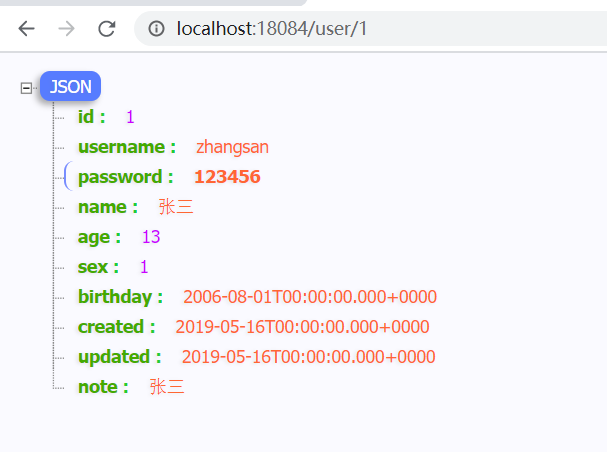 localhost:18084/user/1
JSON
id : 1
username : zhangsan
password : 123456
name : 张三
age : 13
sex : 1
birthday : 2006-08-01T00:00:00.000+0000
created : 2019-05-16T00:00:00.000+0000
updated : 2019-05-16T00:00:00.000+0000
note : 张三